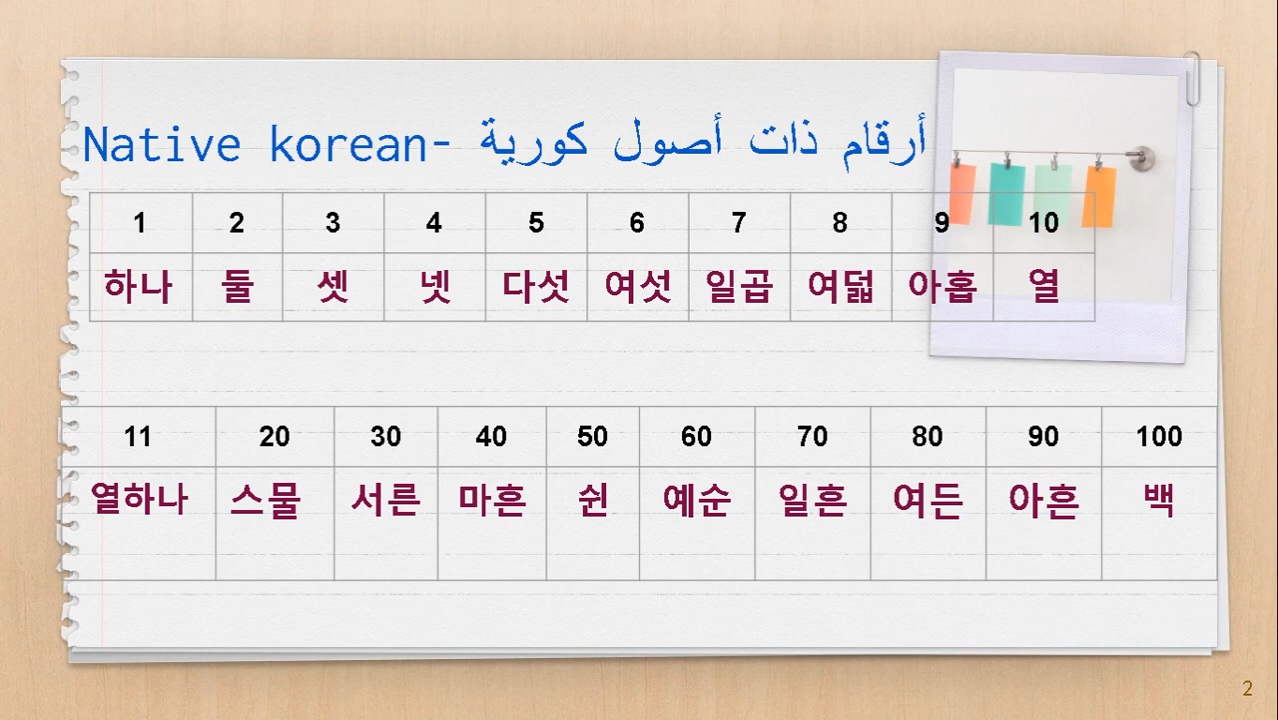 Native korean- أرقام ذات أصول كورية
1 2 3 4 5 6 7 8 9 10
하나 둘 셋 넷 다섯 여섯 일곱 여덟 아홉 열
11 20 30 40 50 60 70 80 90 100
열하나 스물 서른 마흔 쉰 예순 일흔 여든 아흔 백
2